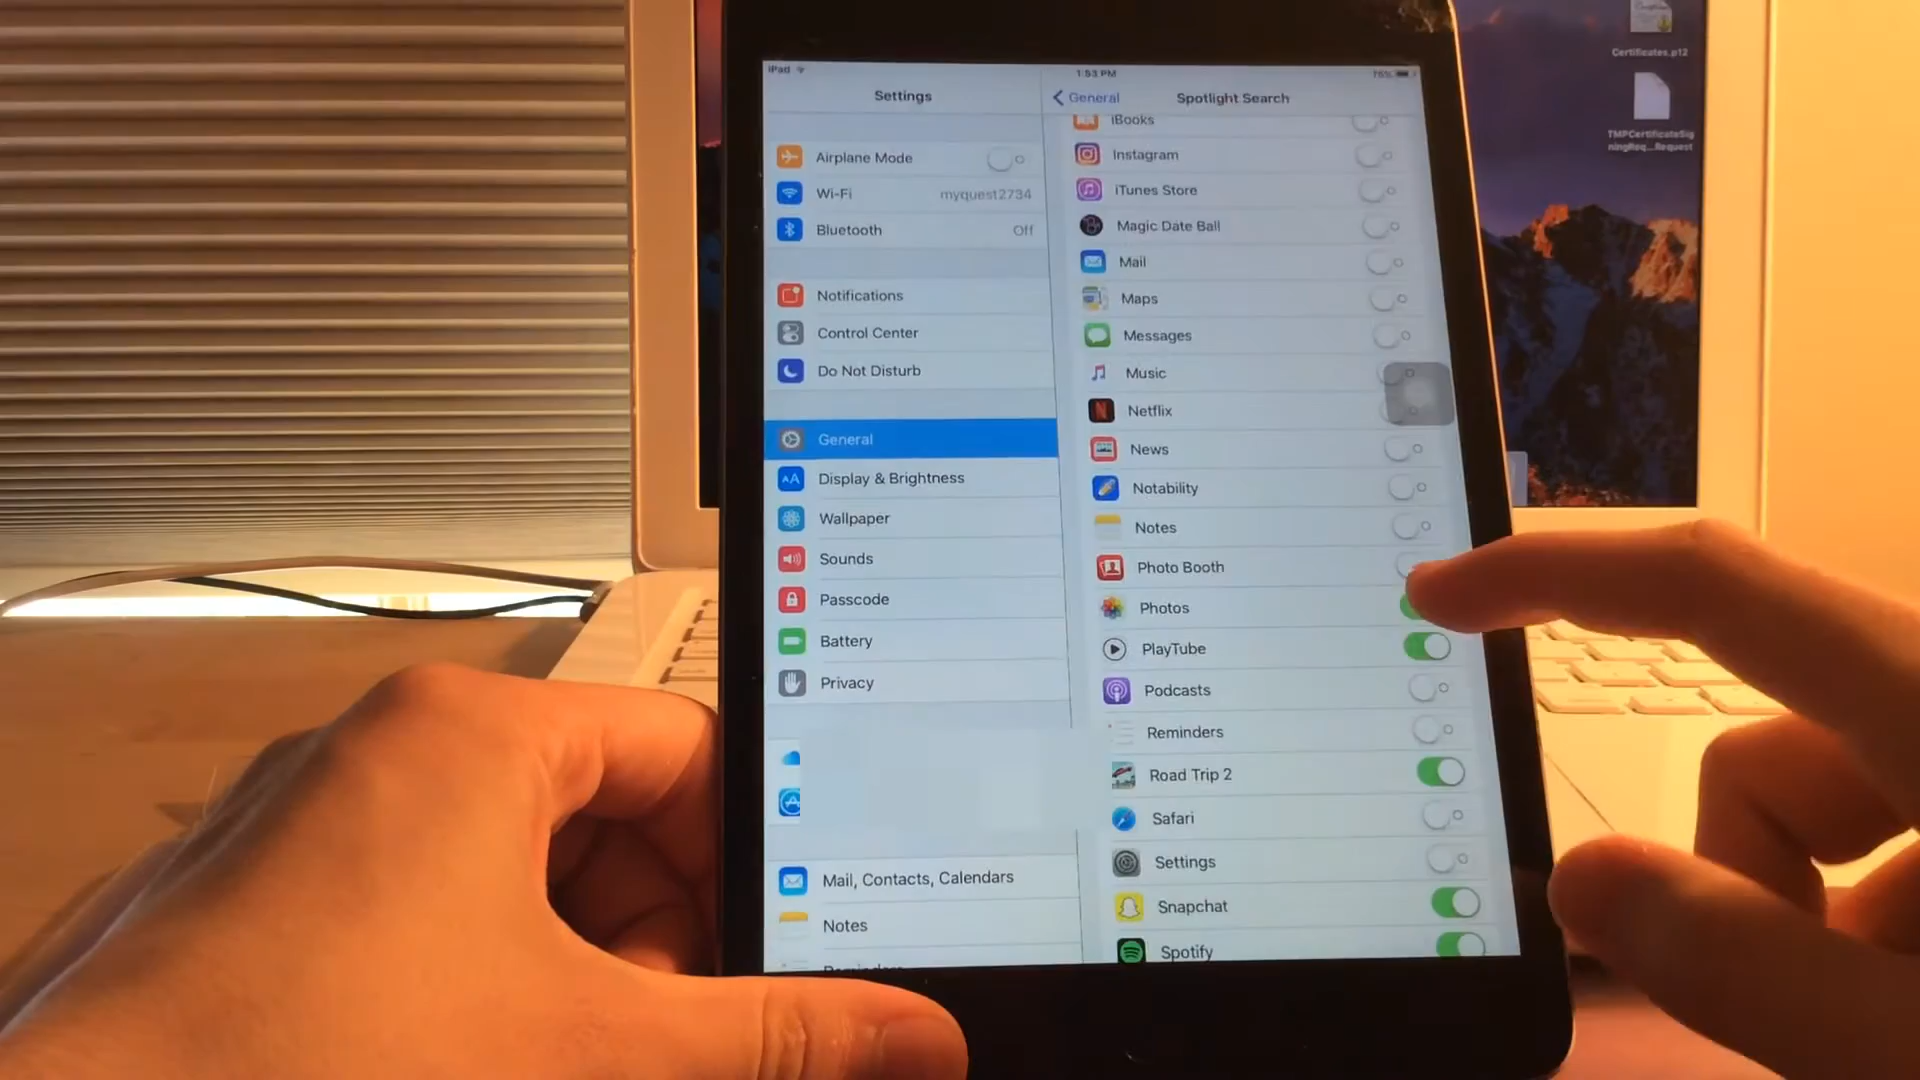 Certificates.p12
TMPCertificateSig
ningReq...Request
iPad
1:53 PM
75%
Settings
General
Spotlight Search
Airplane Mode
Wi-Fi
myquest2734
Bluetooth
Off
Notifications
Control Center
Do Not Disturb
General
Display & Brightness
Wallpaper
Sounds
Passcode
Battery
Privacy
Mail, Contacts, Calendars
Notes
Reminders
iBooks
Instagram
iTunes Store
Magic Date Ball
Mail
Maps
Messages
Music
Netflix
News
Notability
Notes
Photo Booth
Photos
PlayTube
Podcasts
Reminders
Road Trip 2
Safari
Settings
Snapchat
Spotify